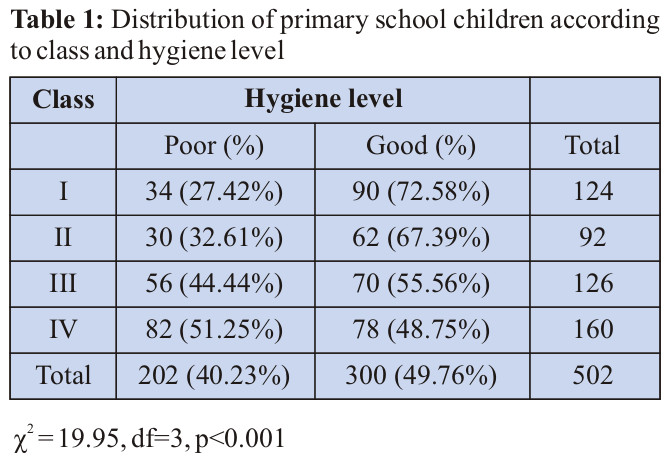 Table 1: Distribution of primary school children according
to class and hygiene level
Class Hygiene level
Poor (%) Good (%) Total
I 34 (27.42%) 90 (72.58%) 124
II 30 (32.61%) 62 (67.39%) 92
III 56 (44.44%) 70 (55.56%) 126
IV 82 (51.25%) 78 (48.75%) 160
Total 202 (40.23%) 300 (49.76%) 502
χ² = 19.95, df=3, p<0.001